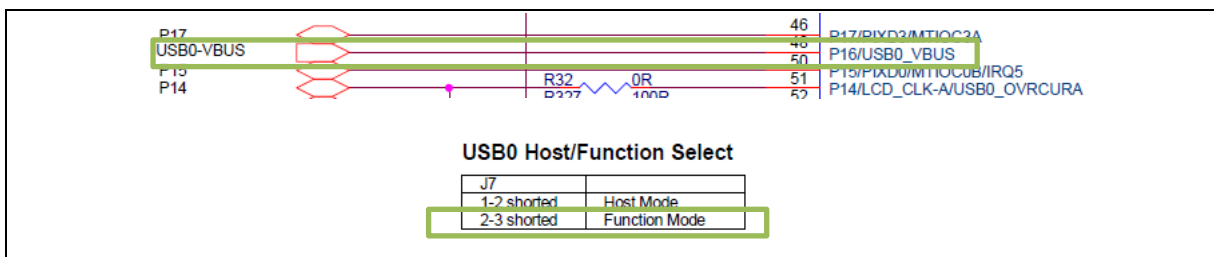 46
P17 P17/PIXD3/MTIOC3A
USB0-VBUS 48 P16/USB0_VBUS
P15 50 P15/PIXD0/MTIOC0B/IRQ5
P14 R32 0R 51 P14/LCD_CLK-A/USB0_OVRCURA
R327 100R 52
USB0 Host/Function Select
J7
1-2 shorted Host Mode
2-3 shorted Function Mode